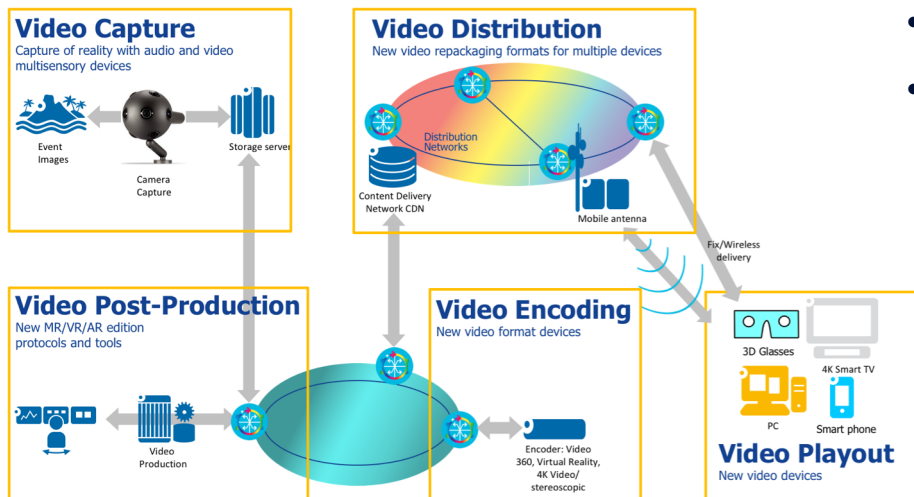 Video Capture
Capture of reality with audio and video
multisensory devices
Event
Images
Camera
Capture
Storage server
Video Distribution
New video repackaging formats for multiple devices
Distribution
Networks
Content Delivery
Network CDN
Mobile antenna
Fix/Wireless
delivery
Video Post-Production
New MR/VR/AR edition
protocols and tools
Video
Production
Video Encoding
New video format devices
Encoder: Video
360, Virtual Reality,
4K Video/
stereoscopic
3D Glasses
4K Smart TV
PC
Smart phone
Video Playout
New video devices